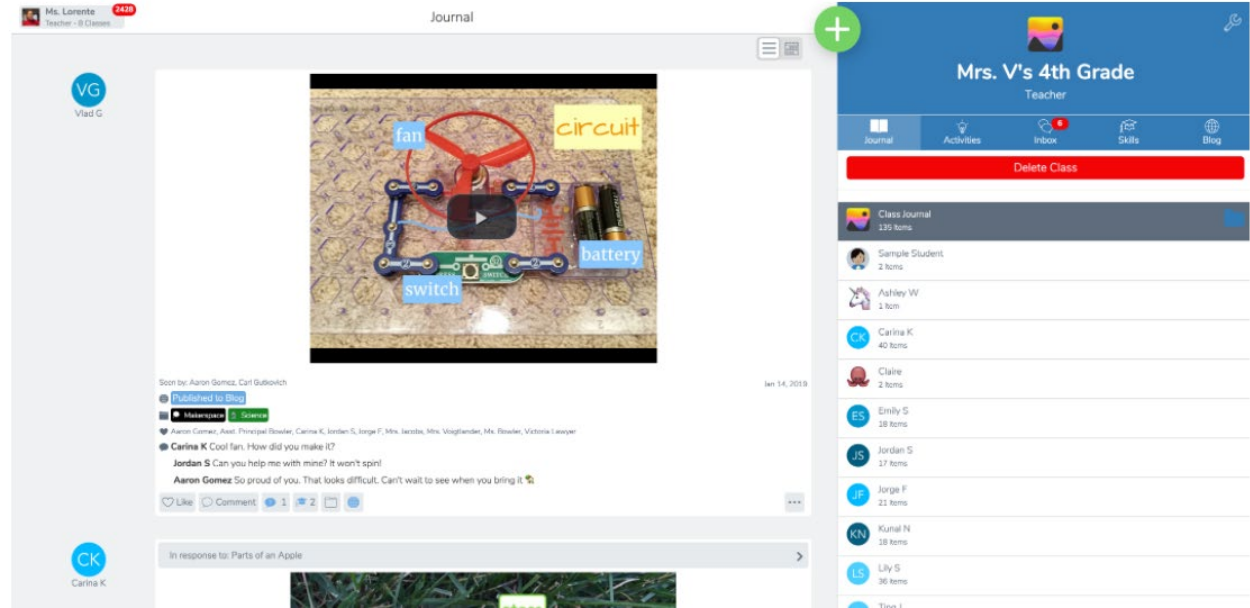 Ms. Lorente
2428
Teacher - 8 Classes
Journal
VG
Vlad G
fan
circuit
battery
switch
Seen by: Aaron Gomez, Carl Gutkovich
Jan 14, 2019
Published to Blog
Makerspace
Science
Aaron Gomez, Asst. Principal Bowler, Carina K, Jordan S, Jorge F, Mrs. Jacobs, Mrs. Voigtlander, Ms. Bowler, Victoria Lawyer
Carina K Cool fan. How did you make it?
Jordan S Can you help me with mine? It won't spin!
Aaron Gomez So proud of you. That looks difficult. Can't wait to see when you bring it
Like Comment 1 2
CK
Carina K
In response to: Parts of an Apple
Mrs. V's 4th Grade
Teacher
6
Journal Activities Inbox Skills Blog
Delete Class
Class Journal
135 Items
Sample Student
2 Items
Ashley W
1 Item
CK
Carina K
40 Items
Claire
2 Items
ES
Emily S
18 Items
JS
Jordan S
17 Items
JF
Jorge F
21 Items
KN
Kunal N
18 Items
LS
Lily S
36 Items